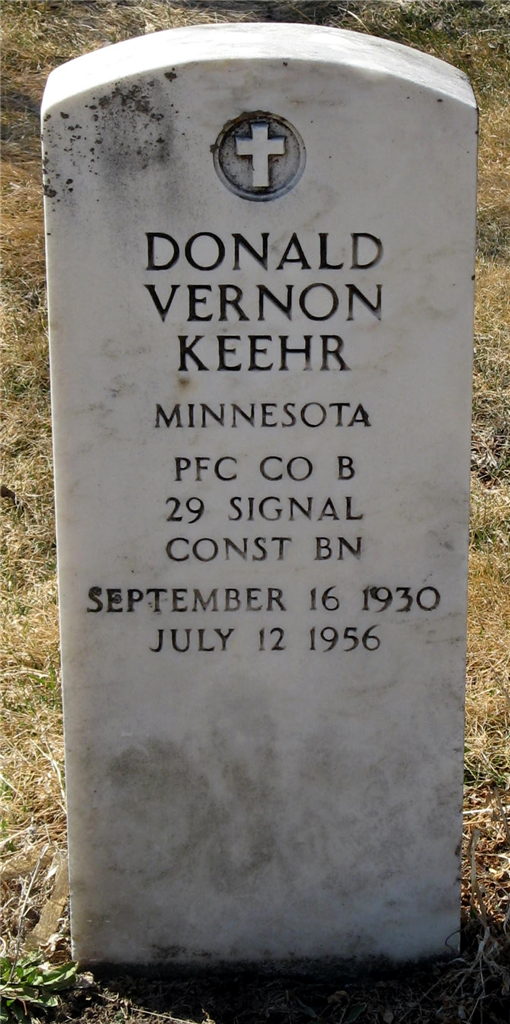 DONALD
VERNON
KEEHR
MINNESOTA
PFC CO B
29 SIGNAL
CONST BN
SEPTEMBER 16 1930
JULY 12 1956